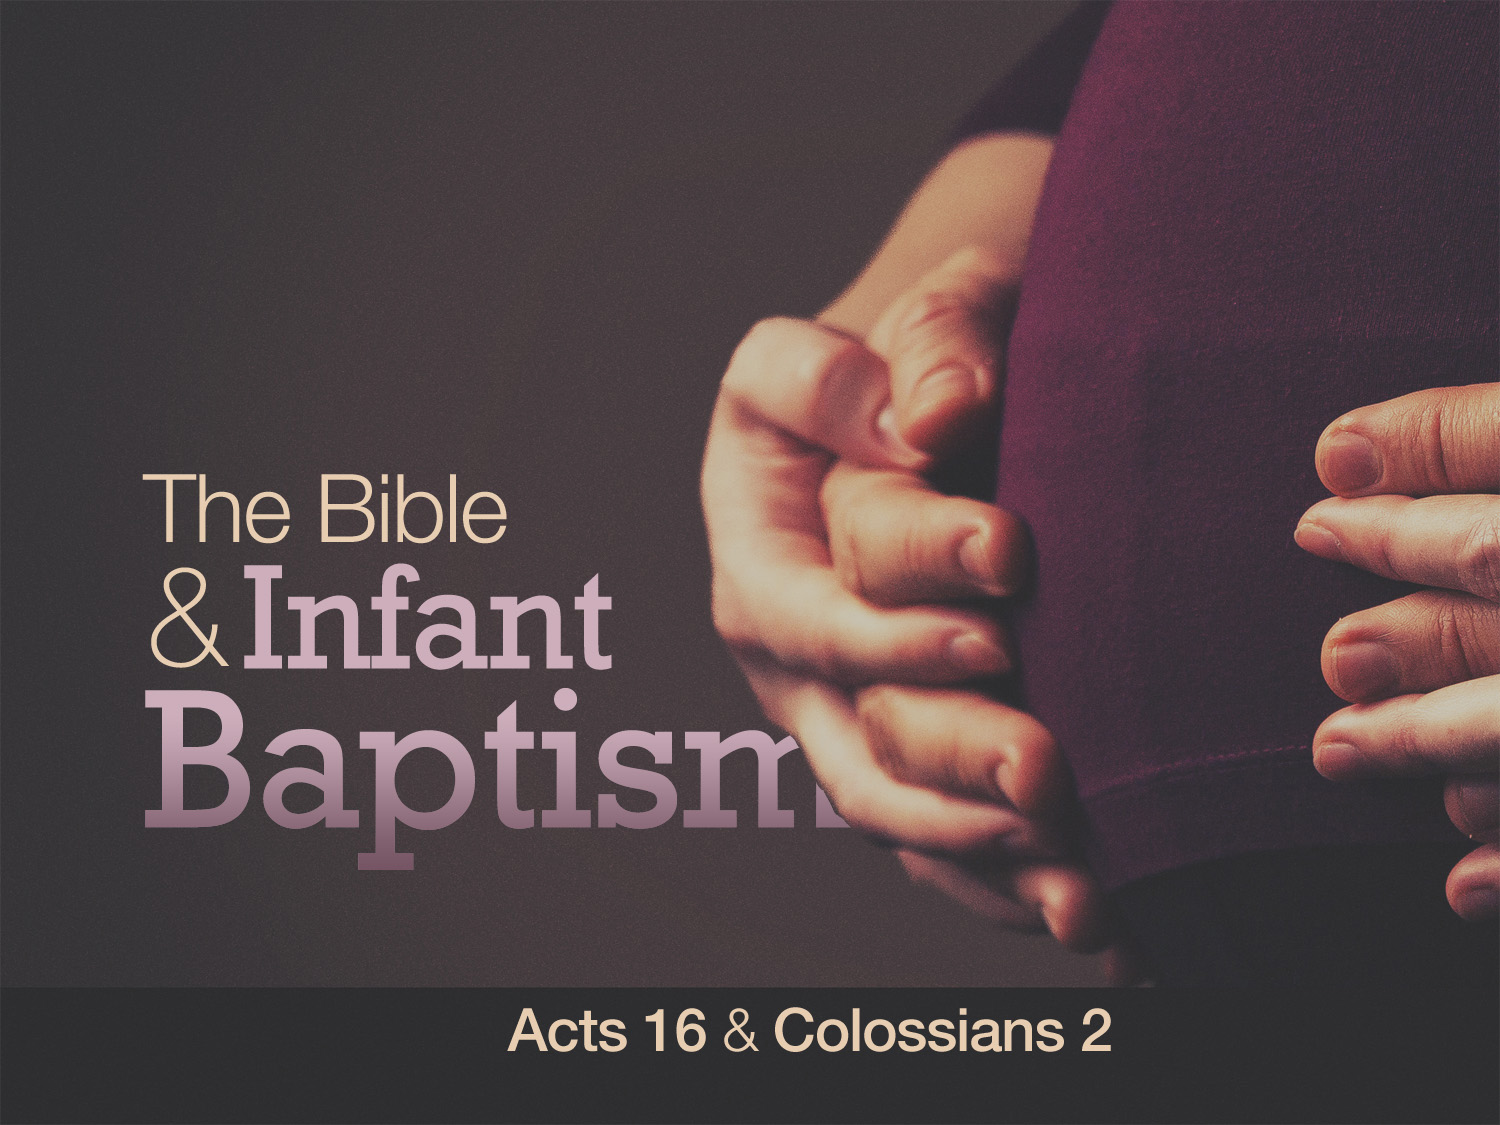 The Bible
& Infant
Baptism
Acts 16 & Colossians 2